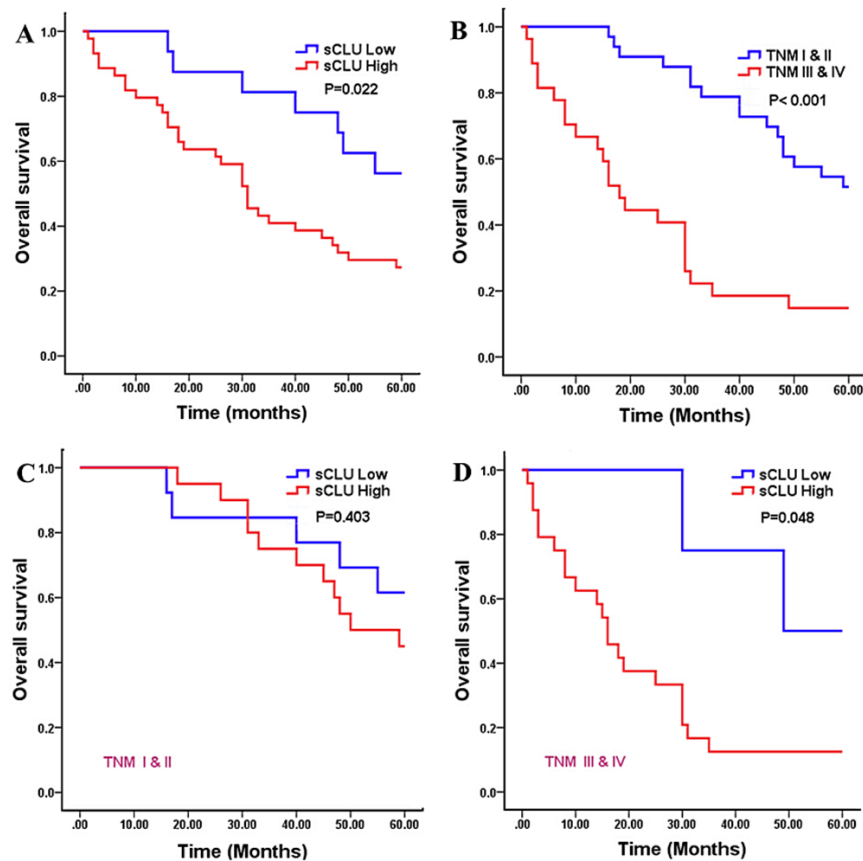 A
sCLU Low
sCLU High
P=0.022
Overall survival
1.0
0.8
0.6
0.4
0.2
0.0
.00 10.00 20.00 30.00 40.00 50.00 60.00
Time (months)
B
TNM I & II
TNM III & IV
P< 0.001
Overall survival
1.0
0.8
0.6
0.4
0.2
0.0
.00 10.00 20.00 30.00 40.00 50.00 60.00
Time (Months)
C
sCLU Low
sCLU High
P=0.403
Overall survival
1.0
0.8
0.6
0.4
0.2
0.0
TNM I & II
.00 10.00 20.00 30.00 40.00 50.00 60.00
Time (Months)
D
sCLU Low
sCLU High
P=0.048
Overall survival
1.0
0.8
0.6
0.4
0.2
0.0
TNM III & IV
.00 10.00 20.00 30.00 40.00 50.00 60.00
Time (Months)